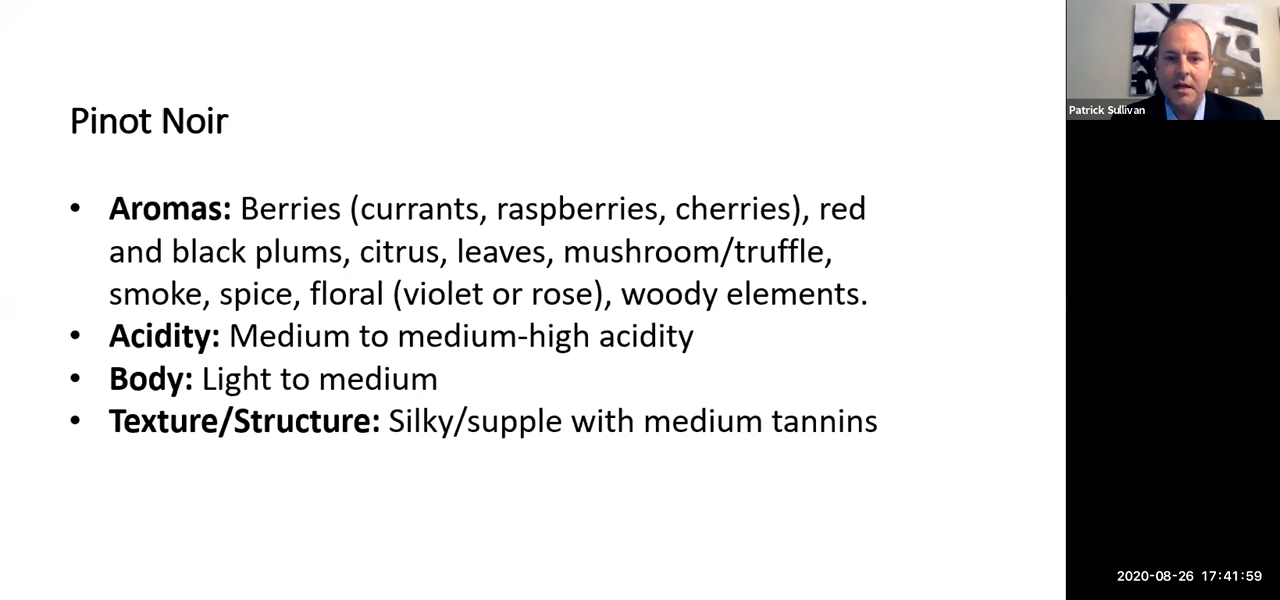 Pinot Noir
• Aromas: Berries (currants, raspberries, cherries), red
and black plums, citrus, leaves, mushroom/truffle,
smoke, spice, floral (violet or rose), woody elements.
• Acidity: Medium to medium-high acidity
• Body: Light to medium
• Texture/Structure: Silky/supple with medium tannins
Patrick Sullivan
2020-08-26 17:41:59